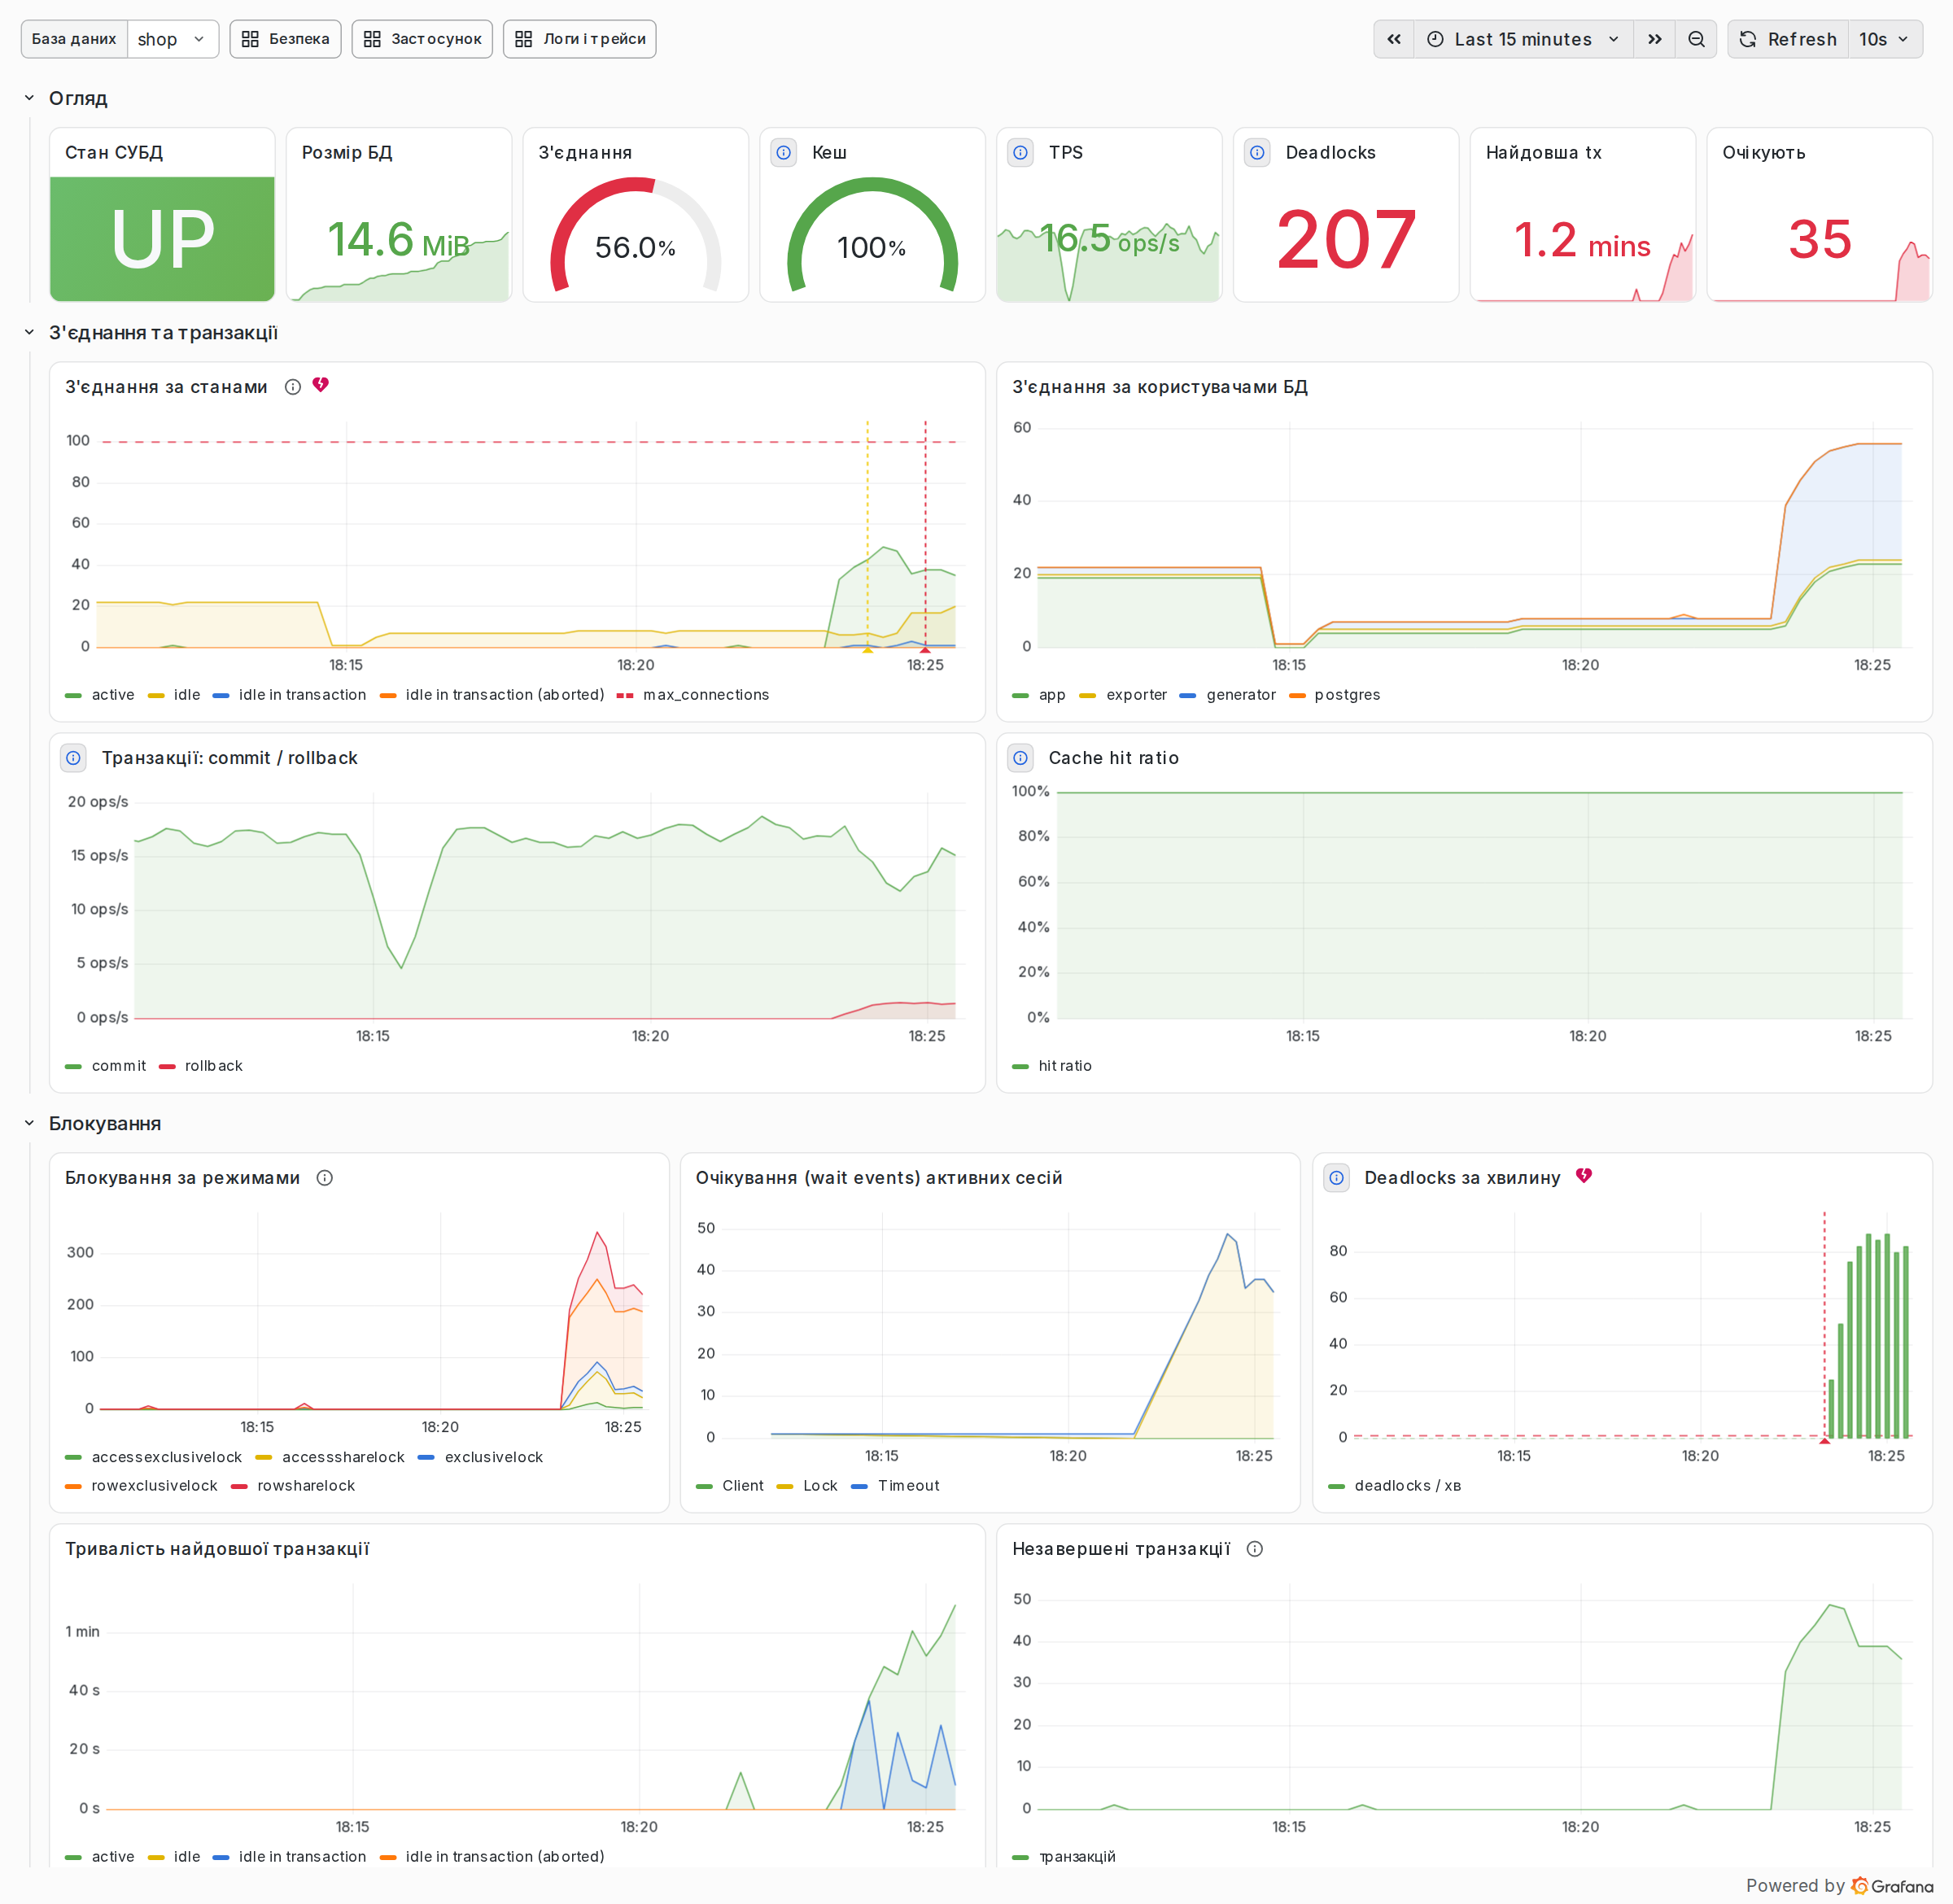 База даних shop Безпека Застосунок Логи і трейси Last 15 minutes Refresh 10s
Огляд
Стан СУБД Розмір БД З'єднання Кеш TPS Deadlocks Найдовша tx Очікують
UP 14.6 MiB 56.0% 100% 16.5 ops/s 207 1.2 mins 35
З'єднання та транзакції
З'єднання за станами
100
80
60
40
20
0
18:15 18:20 18:25
active idle idle in transaction idle in transaction (aborted) max_connections
З'єднання за користувачами БД
60
40
20
0
18:15 18:20 18:25
app exporter generator postgres
Транзакції: commit / rollback
20 ops/s
15 ops/s
10 ops/s
5 ops/s
0 ops/s
18:15 18:20 18:25
commit rollback
Cache hit ratio
100%
80%
60%
40%
20%
0%
18:15 18:20 18:25
hit ratio
Блокування
Блокування за режимами
300
200
100
0
18:15 18:20 18:25
accessexclusivelock accesssharelock exclusivelock
rowexclusivelock rowsharelock
Очікування (wait events) активних сесій
50
40
30
20
10
0
18:15 18:20 18:25
Client Lock Timeout
Deadlocks за хвилину
80
60
40
20
0
18:15 18:20 18:25
deadlocks / хв
Тривалість найдовшої транзакції
1 min
40 s
20 s
0 s
18:15 18:20 18:25
active idle idle in transaction idle in transaction (aborted)
Незавершені транзакції
50
40
30
20
10
0
18:15 18:20 18:25
транзакцій
Powered by Grafana